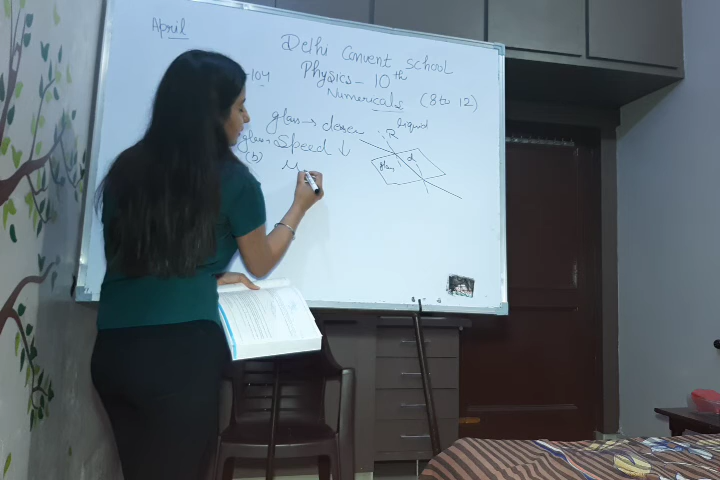 April
Delhi Convent School
Physics - 10th
104
Numericals (8 to 12)
glass → denser liquid
glass → Speed ↓
(b)
μ